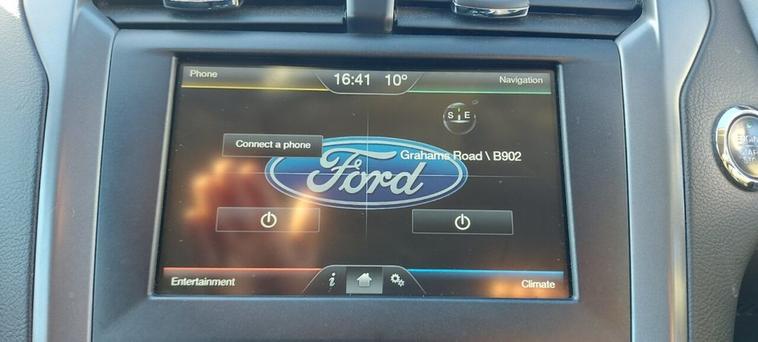 Phone
16:41 10°
Navigation
S E
Connect a phone
Grahams Road \ B902
Ford
Entertainment
i
Climate